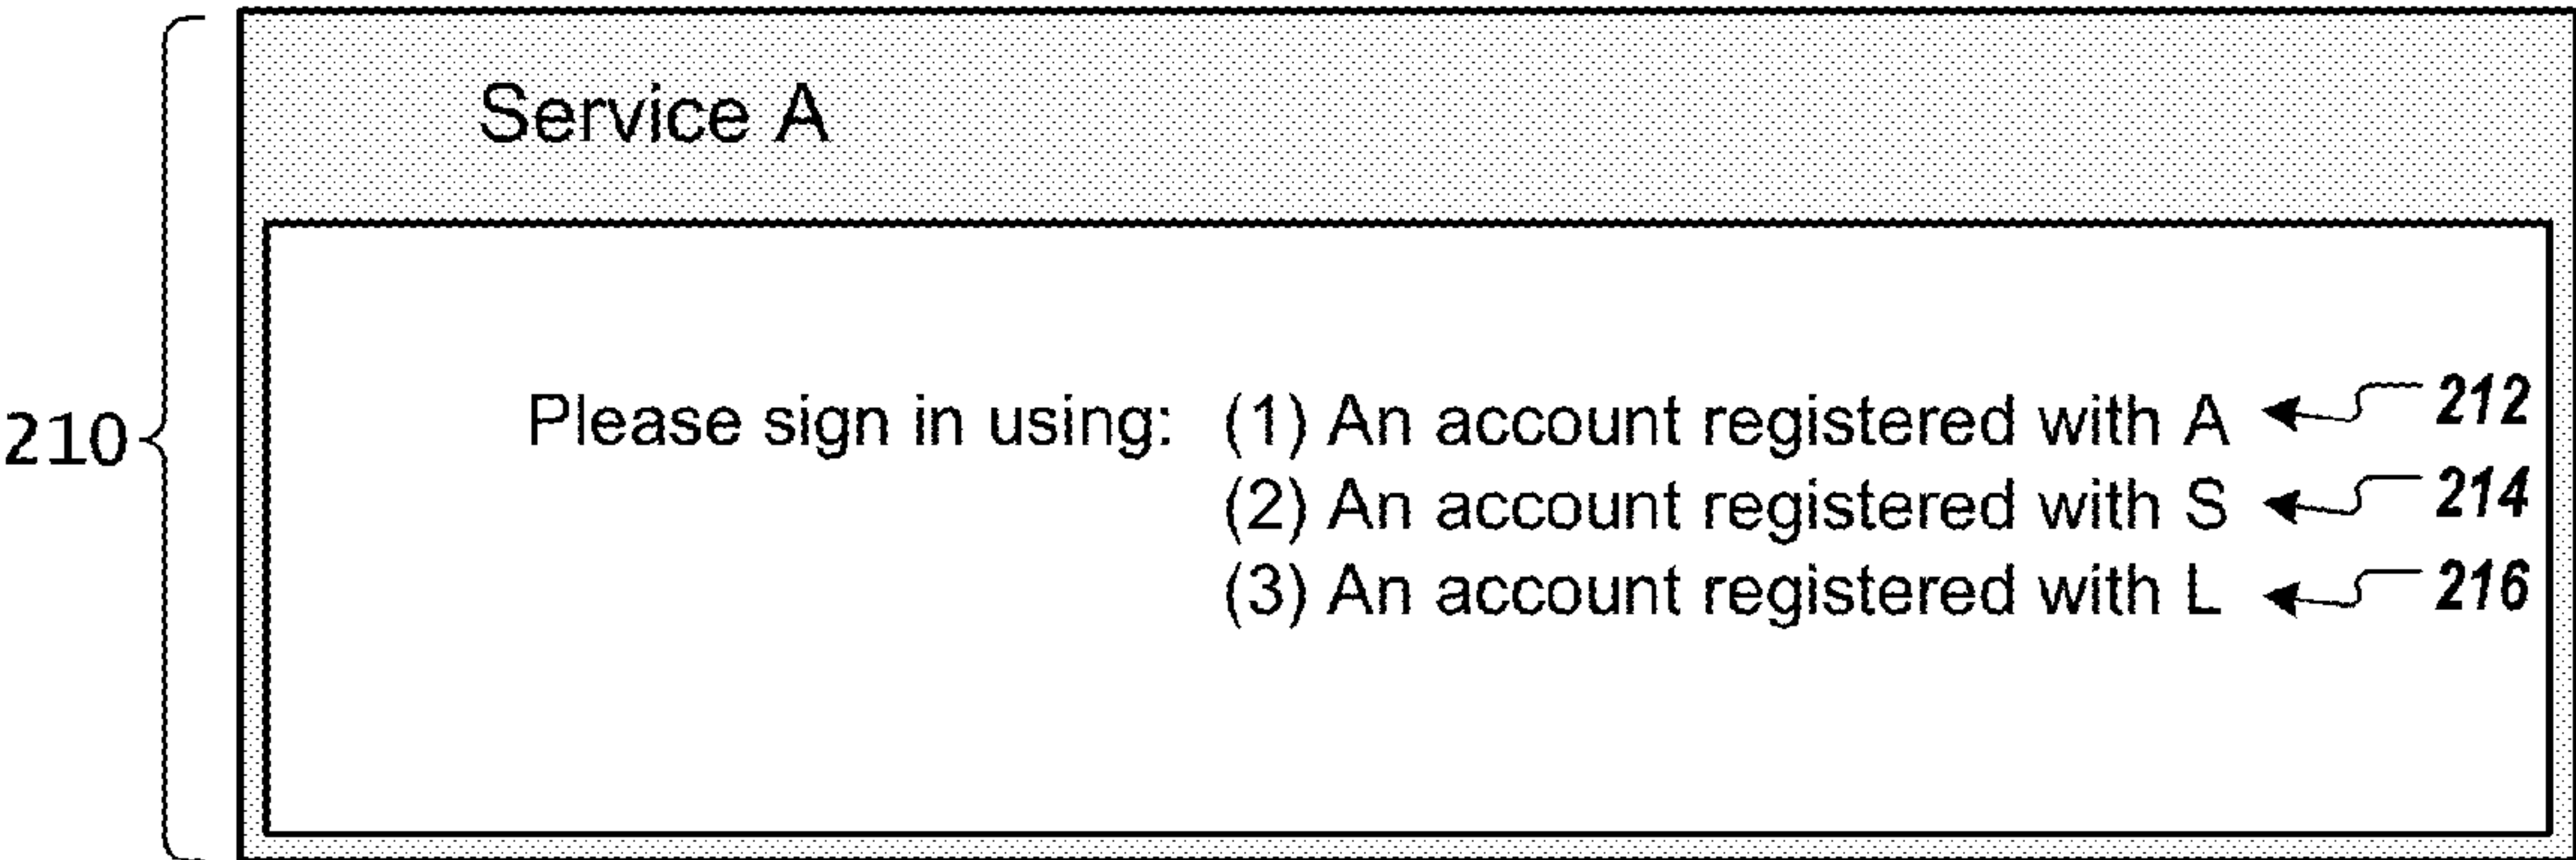 Service A
210
Please sign in using: (1) An account registered with A 212
(2) An account registered with S 214
(3) An account registered with L 216